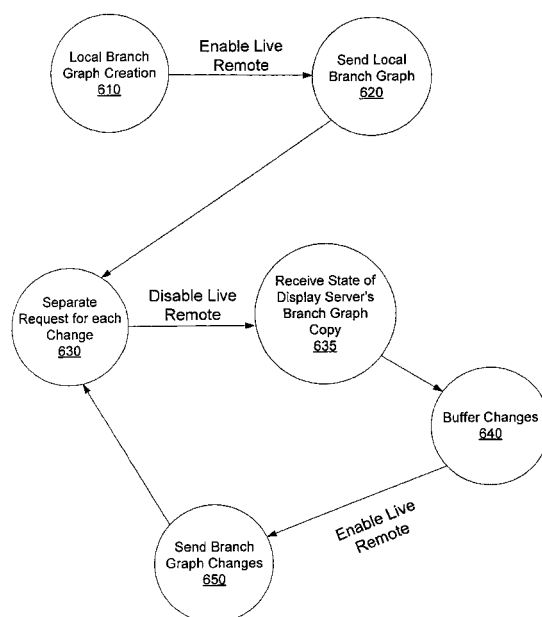 Local Branch
Graph Creation
610
Enable Live
Remote
Send Local
Branch Graph
620
Separate
Request for each
Change
630
Disable Live
Remote
Receive State of
Display Server's
Branch Graph
Copy
635
Buffer Changes
640
Enable Live
Remote
Send Branch
Graph Changes
650